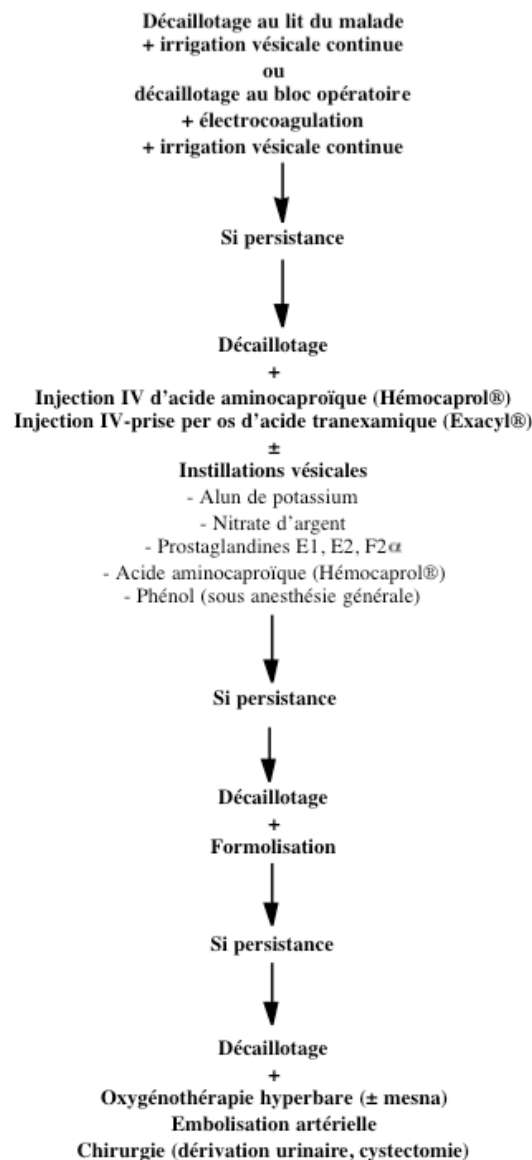 Décaillotage au lit du malade
+ irrigation vésicale continue
ou
décaillotage au bloc opératoire
+ électrocoagulation
+ irrigation vésicale continue
Si persistance
Décaillotage
+
Injection IV d'acide aminocaproïque (Hémocaprol®)
Injection IV-prise per os d'acide tranexamique (Exacyl®)
±
Instillations vésicales
- Alun de potassium
- Nitrate d'argent
- Prostaglandines E1, E2, F2α
- Acide aminocaproïque (Hémocaprol®)
- Phénol (sous anesthésie générale)
Si persistance
Décaillotage
+
Formolisation
Si persistance
Décaillotage
+
Oxygénothérapie hyperbare (± mesna)
Embolisation artérielle
Chirurgie (dérivation urinaire, cystectomie)